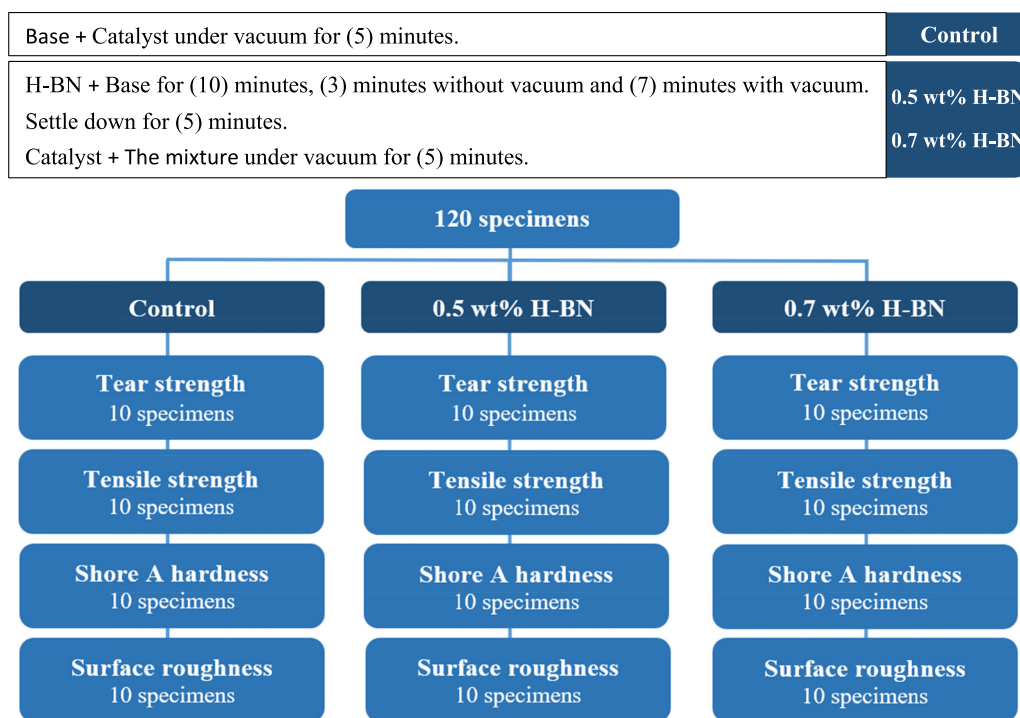 Base + Catalyst under vacuum for (5) minutes.
Control
H-BN + Base for (10) minutes, (3) minutes without vacuum and (7) minutes with vacuum.
Settle down for (5) minutes.
Catalyst + The mixture under vacuum for (5) minutes.
0.5 wt% H-BN
0.7 wt% H-BN
120 specimens
Control
0.5 wt% H-BN
0.7 wt% H-BN
Tear strength
10 specimens
Tear strength
10 specimens
Tear strength
10 specimens
Tensile strength
10 specimens
Tensile strength
10 specimens
Tensile strength
10 specimens
Shore A hardness
10 specimens
Shore A hardness
10 specimens
Shore A hardness
10 specimens
Surface roughness
10 specimens
Surface roughness
10 specimens
Surface roughness
10 specimens